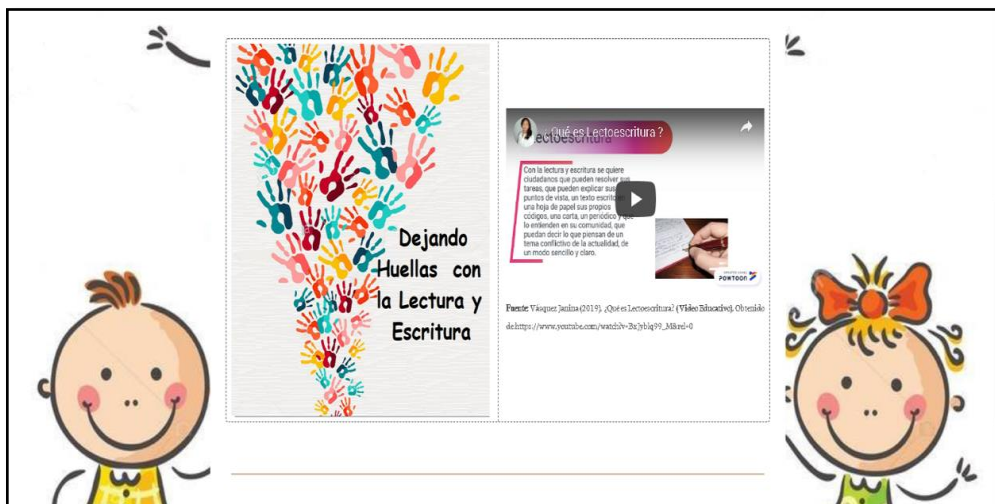 Dejando
Huellas con
la Lectura y
Escritura
¿Qué es Lectoescritura ?
Lectoescritura
Con la lectura y escritura se quiere
ciudadanos que pueden resolver sus
tareas, que pueden explicar sus
puntos de vista, un texto escrito en
una hoja de papel sus propios
códigos, una carta, un periódico y que
lo entienden en su comunidad, que
puedan decir lo que piensan de un
tema conflictivo de la actualidad, de
un modo sencillo y claro.
POWTOON
Fuente: Vásquez Janina (2019). ¿Qué es Lectoescritura? (Video Educativo). Obtenido
de:https://www.youtube.com/watch?v=